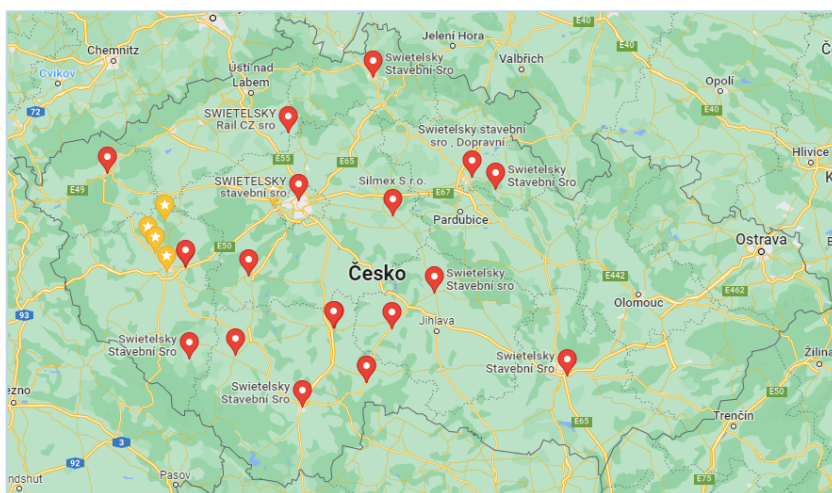 Jelení Hora
Chemnitz
Swietelsky
Stavební Sro
Valbřich
E40
E40
Cvikov
Ústí nad
Labem
Opolí
E40
72
SWIETELSKY
Rail CZ sro
Swietelsky stavební
sro , Dopravní
E55
E65
Hlivice
E49
SWIETELSKY
stavební sro
Silmex S.r.o.
E67
Swietelsky
Stavební Sro
Pardubice
E50
Ostrava
Česko
Swietelsky
Stavební sro
E442
E462
Olomouc
93
Jihlava
Swietelsky
Stavební Sro
Swietelsky
Stavební Sro
Žilina
Swietelsky
Stavební Sro
E50
E65
Trenčín
3
92
Pasov
ndshut
E75